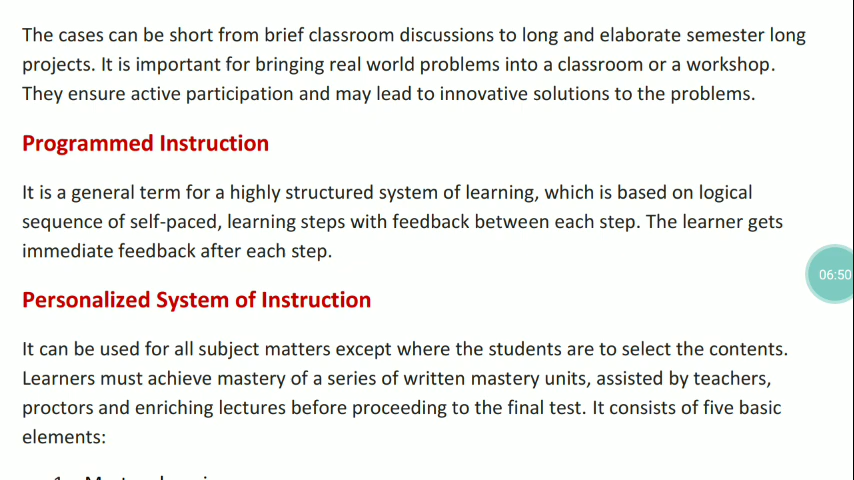 The cases can be short from brief classroom discussions to long and elaborate semester long
projects. It is important for bringing real world problems into a classroom or a workshop.
They ensure active participation and may lead to innovative solutions to the problems.
Programmed Instruction
It is a general term for a highly structured system of learning, which is based on logical
sequence of self-paced, learning steps with feedback between each step. The learner gets
immediate feedback after each step.
06:50
Personalized System of Instruction
It can be used for all subject matters except where the students are to select the contents.
Learners must achieve mastery of a series of written mastery units, assisted by teachers,
proctors and enriching lectures before proceeding to the final test. It consists of five basic
elements: